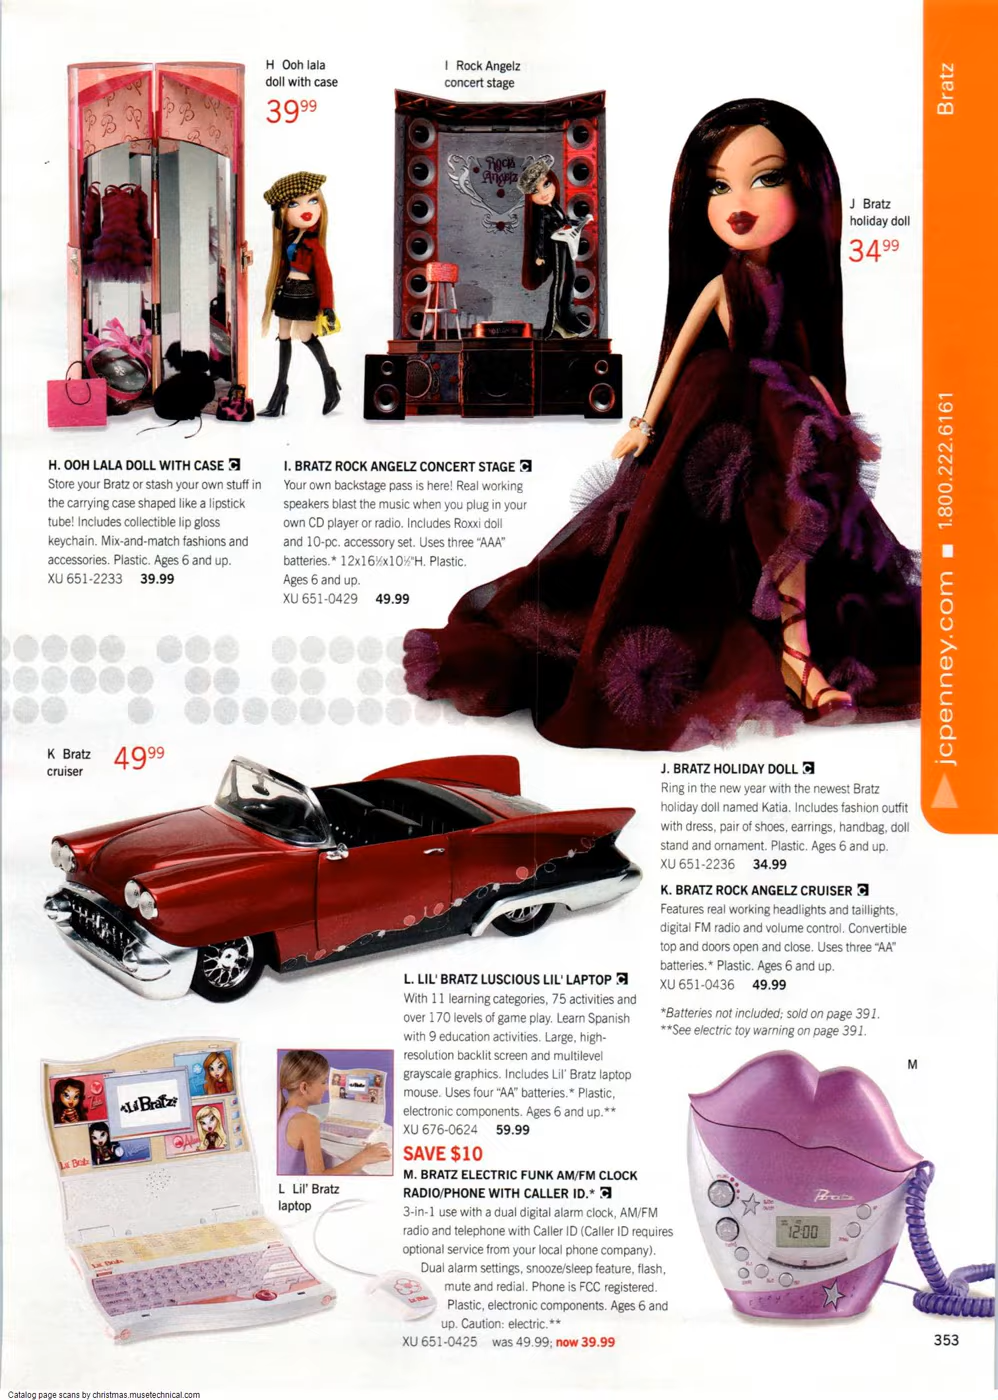 H Ooh lala
doll with case
39⁹⁹
I Rock Angelz
concert stage
Rock
Angelz
J Bratz
holiday doll
34⁹⁹
Bratz
jcpenney.com ■ 1.800.222.6161
H. OOH LALA DOLL WITH CASE C
Store your Bratz or stash your own stuff in
the carrying case shaped like a lipstick
tube! Includes collectible lip gloss
keychain. Mix-and-match fashions and
accessories. Plastic. Ages 6 and up.
XU 651-2233 39.99
I. BRATZ ROCK ANGELZ CONCERT STAGE C
Your own backstage pass is here! Real working
speakers blast the music when you plug in your
own CD player or radio. Includes Roxxi doll
and 10-pc. accessory set. Uses three “AAA”
batteries.* 12x16½x10½"H. Plastic.
Ages 6 and up.
XU 651-0429 49.99
K Bratz
cruiser
49⁹⁹
J. BRATZ HOLIDAY DOLL C
Ring in the new year with the newest Bratz
holiday doll named Katia. Includes fashion outfit
with dress, pair of shoes, earrings, handbag, doll
stand and ornament. Plastic. Ages 6 and up.
XU 651-2236 34.99
K. BRATZ ROCK ANGELZ CRUISER C
Features real working headlights and taillights,
digital FM radio and volume control. Convertible
top and doors open and close. Uses three “AA”
batteries.* Plastic. Ages 6 and up.
XU 651-0436 49.99
*Batteries not included; sold on page 391.
**See electric toy warning on page 391.
L. LIL' BRATZ LUSCIOUS LIL' LAPTOP C
With 11 learning categories, 75 activities and
over 170 levels of game play. Learn Spanish
with 9 education activities. Large, high-
resolution backlit screen and multilevel
grayscale graphics. Includes Lil' Bratz laptop
mouse. Uses four “AA” batteries.* Plastic,
electronic components. Ages 6 and up.**
XU 676-0624 59.99
SAVE $10
M. BRATZ ELECTRIC FUNK AM/FM CLOCK
RADIO/PHONE WITH CALLER ID.* C
3-in-1 use with a dual digital alarm clock, AM/FM
radio and telephone with Caller ID (Caller ID requires
optional service from your local phone company).
Dual alarm settings, snooze/sleep feature, flash,
mute and redial. Phone is FCC registered.
Plastic, electronic components. Ages 6 and
up. Caution: electric.**
XU 651-0425 was 49.99; now 39.99
Lil' Bratz
Lil' Bratz
L Lil' Bratz
laptop
M
Bratz
12:00
353
Catalog page scans by christmas.musetechnical.com